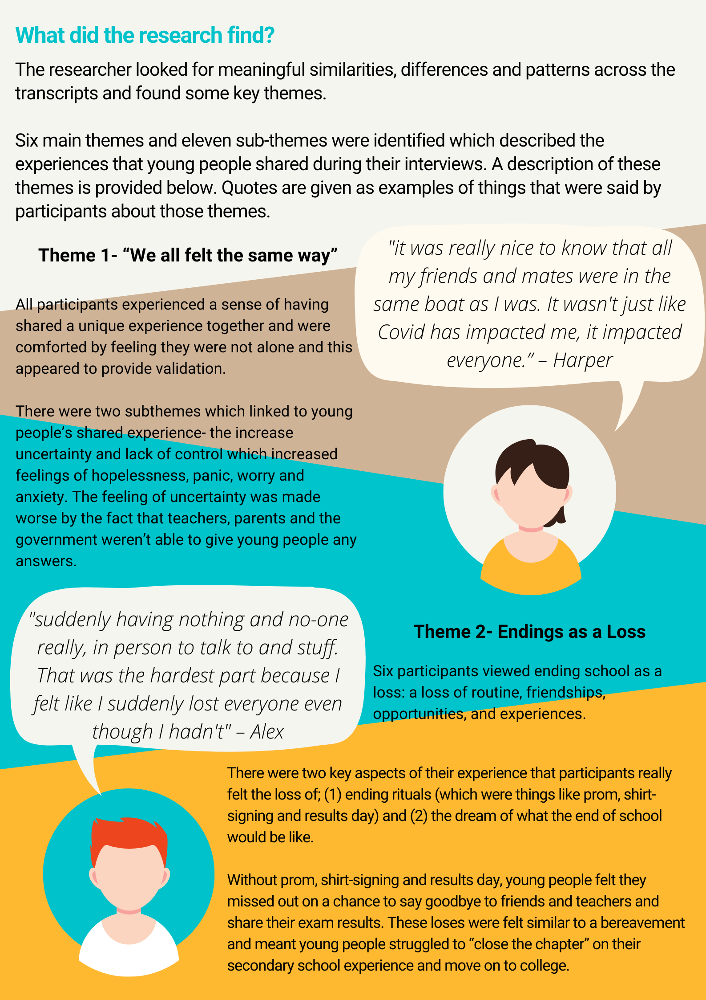 What did the research find?
The researcher looked for meaningful similarities, differences and patterns across the
transcripts and found some key themes.
Six main themes and eleven sub-themes were identified which described the
experiences that young people shared during their interviews. A description of these
themes is provided below. Quotes are given as examples of things that were said by
participants about those themes.
Theme 1- “We all felt the same way”
All participants experienced a sense of having
shared a unique experience together and were
comforted by feeling they were not alone and this
appeared to provide validation.
There were two subthemes which linked to young
people’s shared experience- the increase
uncertainty and lack of control which increased
feelings of hopelessness, panic, worry and
anxiety. The feeling of uncertainty was made
worse by the fact that teachers, parents and the
government weren’t able to give young people any
answers.
"it was really nice to know that all
my friends and mates were in the
same boat as I was. It wasn't just like
Covid has impacted me, it impacted
everyone.” – Harper
"suddenly having nothing and no-one
really, in person to talk to and stuff.
That was the hardest part because I
felt like I suddenly lost everyone even
though I hadn't" – Alex
Theme 2- Endings as a Loss
Six participants viewed ending school as a
loss: a loss of routine, friendships,
opportunities, and experiences.
There were two key aspects of their experience that participants really
felt the loss of; (1) ending rituals (which were things like prom, shirt-
signing and results day) and (2) the dream of what the end of school
would be like.
Without prom, shirt-signing and results day, young people felt they
missed out on a chance to say goodbye to friends and teachers and
share their exam results. These loses were felt similar to a bereavement
and meant young people struggled to “close the chapter” on their
secondary school experience and move on to college.